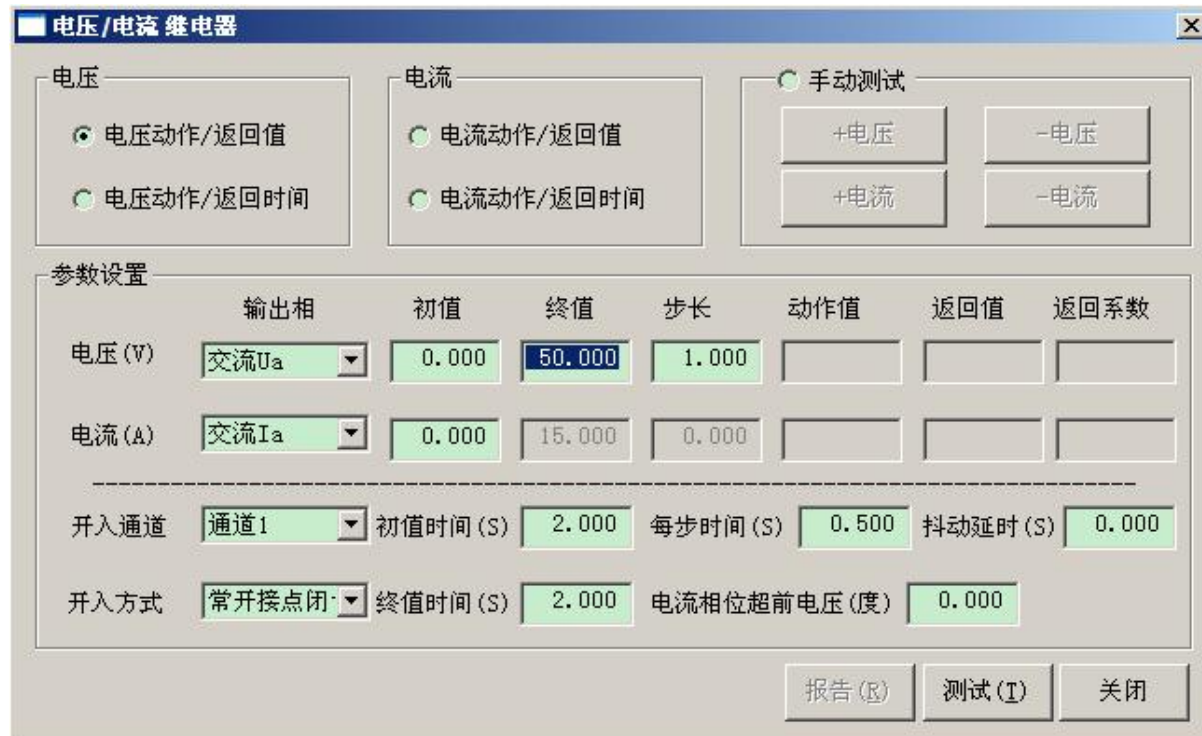 电压/电流 继电器
电压
电流
手动测试
电压动作/返回值
电流动作/返回值
+电压
-电压
电压动作/返回时间
电流动作/返回时间
+电流
-电流
参数设置
输出相 初值 终值 步长 动作值 返回值 返回系数
电压(V) 交流Ua 0.000 50.000 1.000
电流(A) 交流Ia 0.000 15.000 0.000
开入通道 通道1 初值时间(S) 2.000 每步时间(S) 0.500 抖动延时(S) 0.000
开入方式 常开接点闭 终值时间(S) 2.000 电流相位超前电压(度) 0.000
报告(R) 测试(T) 关闭